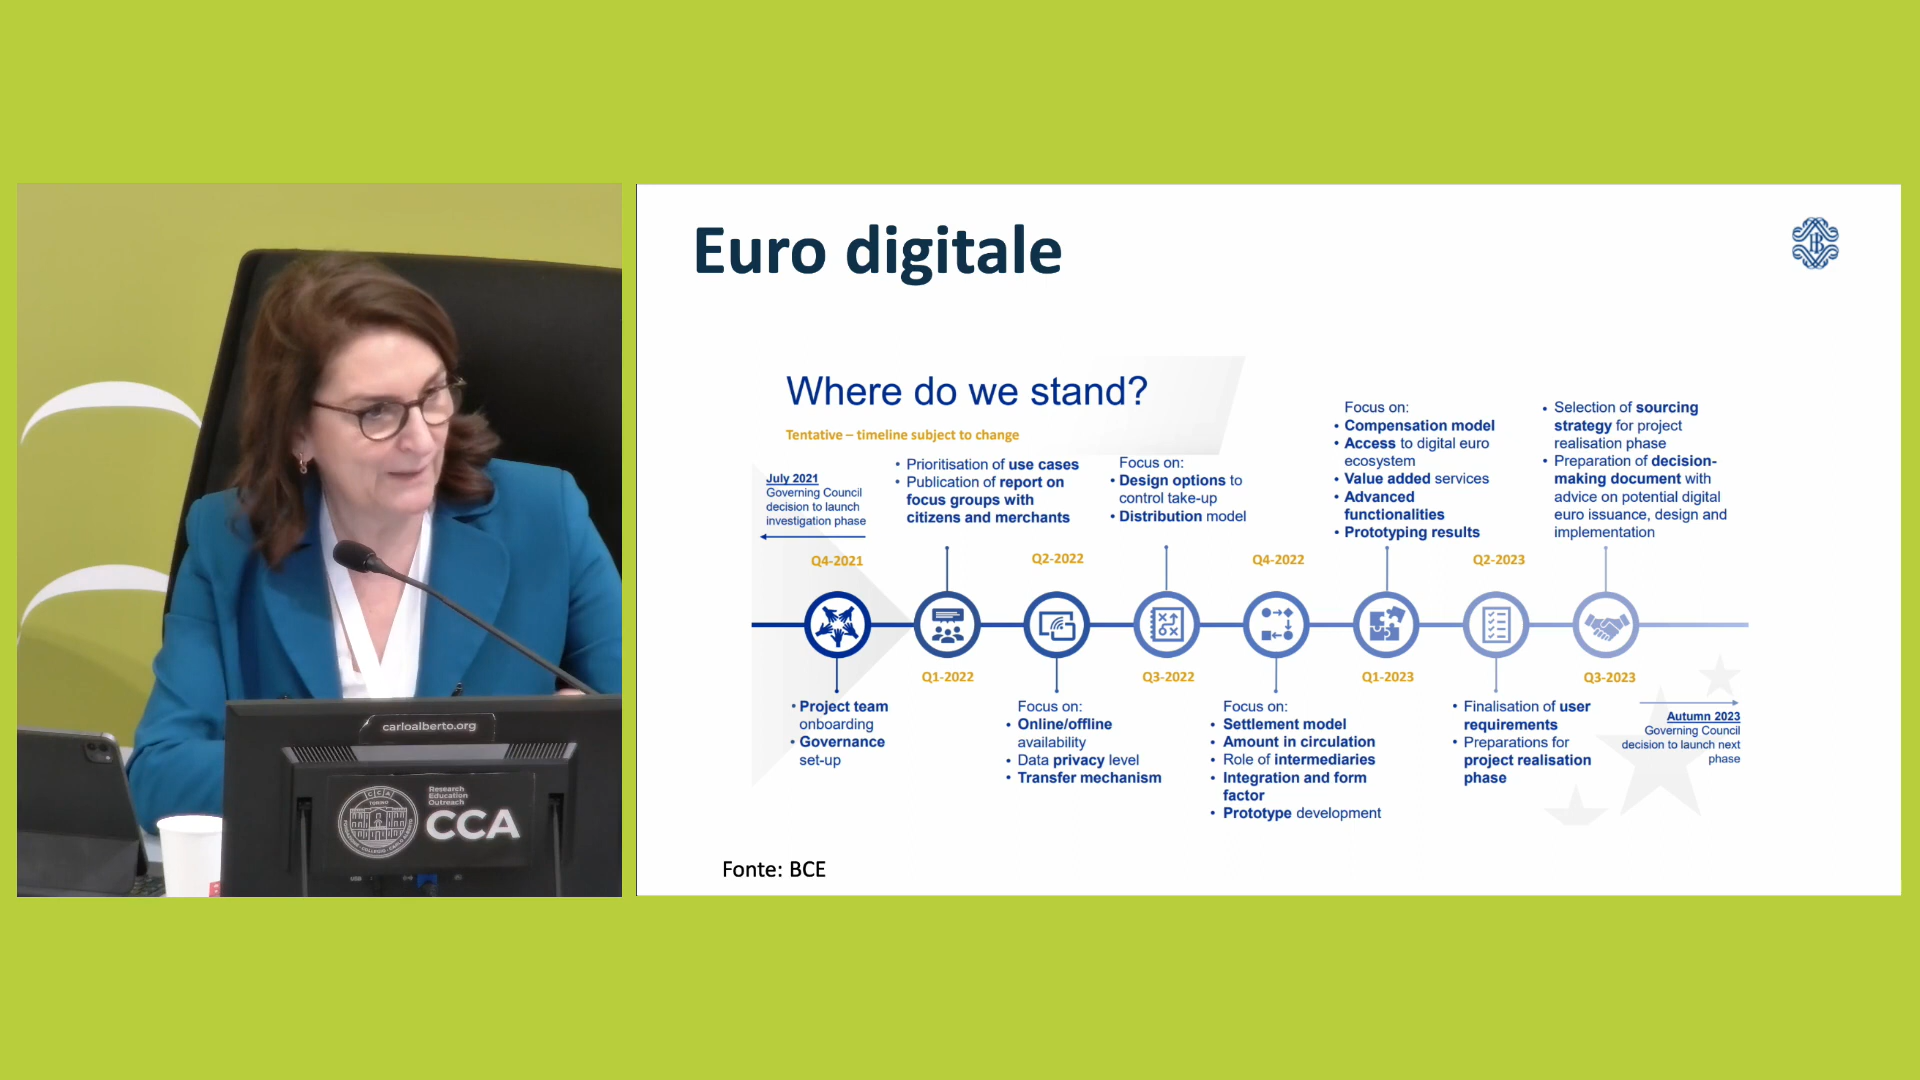 carloalberto.org
Research
Education
Outreach
CCA
TORINO
USB
Euro digitale
Where do we stand?
Tentative – timeline subject to change
July 2021
Governing Council
decision to launch
investigation phase
Q4-2021
• Project team
onboarding
• Governance
set-up
• Prioritisation of use cases
• Publication of report on
focus groups with
citizens and merchants
Q1-2022
Q2-2022
Focus on:
• Online/offline
availability
• Data privacy level
• Transfer mechanism
Focus on:
• Design options to
control take-up
• Distribution model
Q3-2022
Q4-2022
Focus on:
• Settlement model
• Amount in circulation
• Role of intermediaries
• Integration and form
factor
• Prototype development
Focus on:
• Compensation model
• Access to digital euro
ecosystem
• Value added services
• Advanced
functionalities
• Prototyping results
Q1-2023
Q2-2023
• Finalisation of user
requirements
• Preparations for
project realisation
phase
• Selection of sourcing
strategy for project
realisation phase
• Preparation of decision-
making document with
advice on potential digital
euro issuance, design and
implementation
Q3-2023
Autumn 2023
Governing Council
decision to launch next
phase
Fonte: BCE